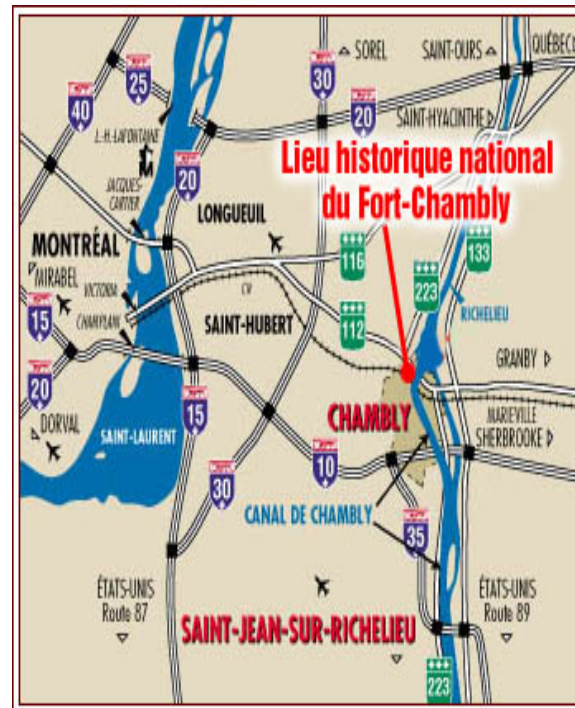 SOREL
SAINT-OURS
QUÉBEC
25
30
40
20
SAINT-HYACINTHE
L.-H.-LAFONTAINE
M
Lieu historique national
du Fort-Chambly
20
JACQUES-
CARTIER
LONGUEUIL
MONTRÉAL
116
223
133
MIRABEL
VICTORIA
CN
RICHELIEU
15
CHAMPLAIN
SAINT-HUBERT
112
GRANBY
20
CHAMBLY
DORVAL
15
MARIEVILLE
SAINT-LAURENT
SHERBROOKE
10
30
CANAL DE CHAMBLY
35
ÉTATS-UNIS
Route 87
ÉTATS-UNIS
Route 89
SAINT-JEAN-SUR-RICHELIEU
223